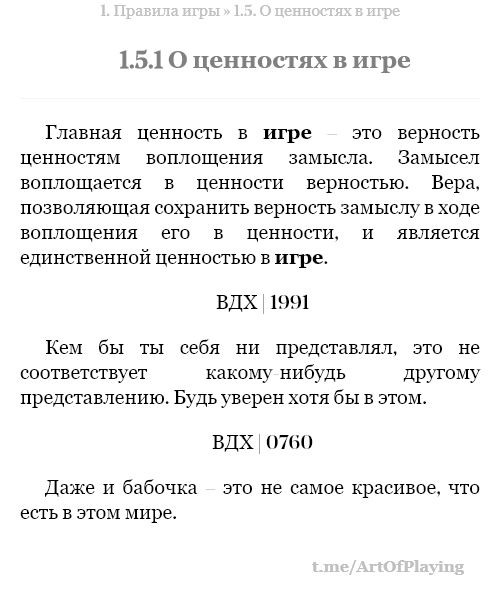 1. Правила игры » 1.5. О ценностях в игре
1.5.1 О ценностях в игре
Главная ценность в игре – это верность
ценностям воплощения замысла. Замысел
воплощается в ценности верностью. Вера,
позволяющая сохранить верность замыслу в ходе
воплощения его в ценности, и является
единственной ценностью в игре.
ВДХ | 1991
Кем бы ты себя ни представлял, это не
соответствует какому-нибудь другому
представлению. Будь уверен хотя бы в этом.
ВДХ | 0760
Даже и бабочка – это не самое красивое, что
есть в этом мире.
t.me/ArtOfPlaying